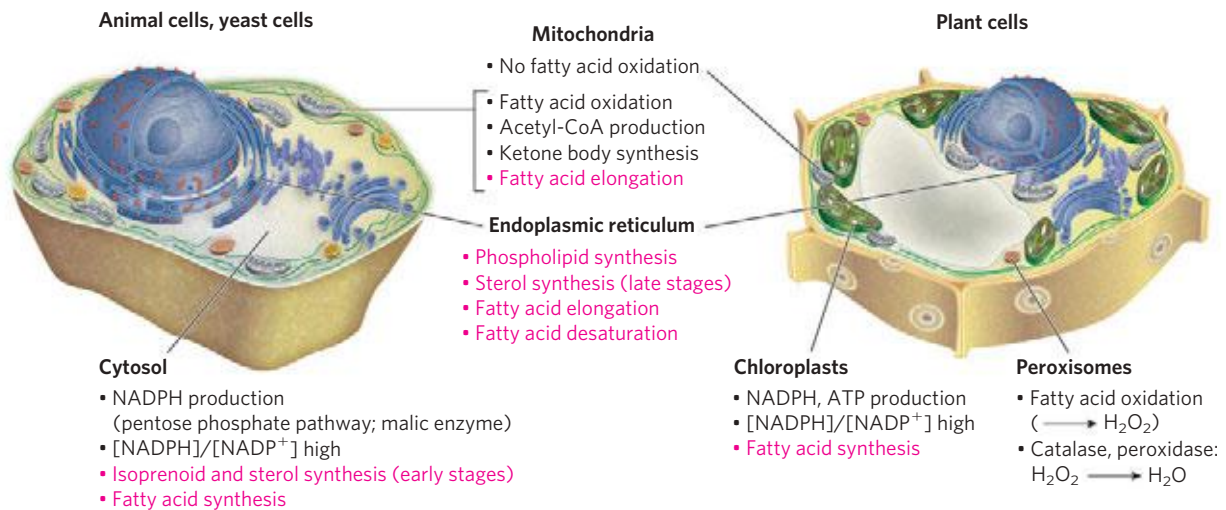 Animal cells, yeast cells
Mitochondria
• No fatty acid oxidation
• Fatty acid oxidation
• Acetyl-CoA production
• Ketone body synthesis
• Fatty acid elongation
Plant cells
Endoplasmic reticulum
• Phospholipid synthesis
• Sterol synthesis (late stages)
• Fatty acid elongation
• Fatty acid desaturation
Cytosol
• NADPH production
(pentose phosphate pathway; malic enzyme)
• [NADPH]/[NADP⁺] high
• Isoprenoid and sterol synthesis (early stages)
• Fatty acid synthesis
Chloroplasts
• NADPH, ATP production
• [NADPH]/[NADP⁺] high
• Fatty acid synthesis
Peroxisomes
• Fatty acid oxidation
(⟶ H₂O₂)
• Catalase, peroxidase:
H₂O₂ ⟶ H₂O